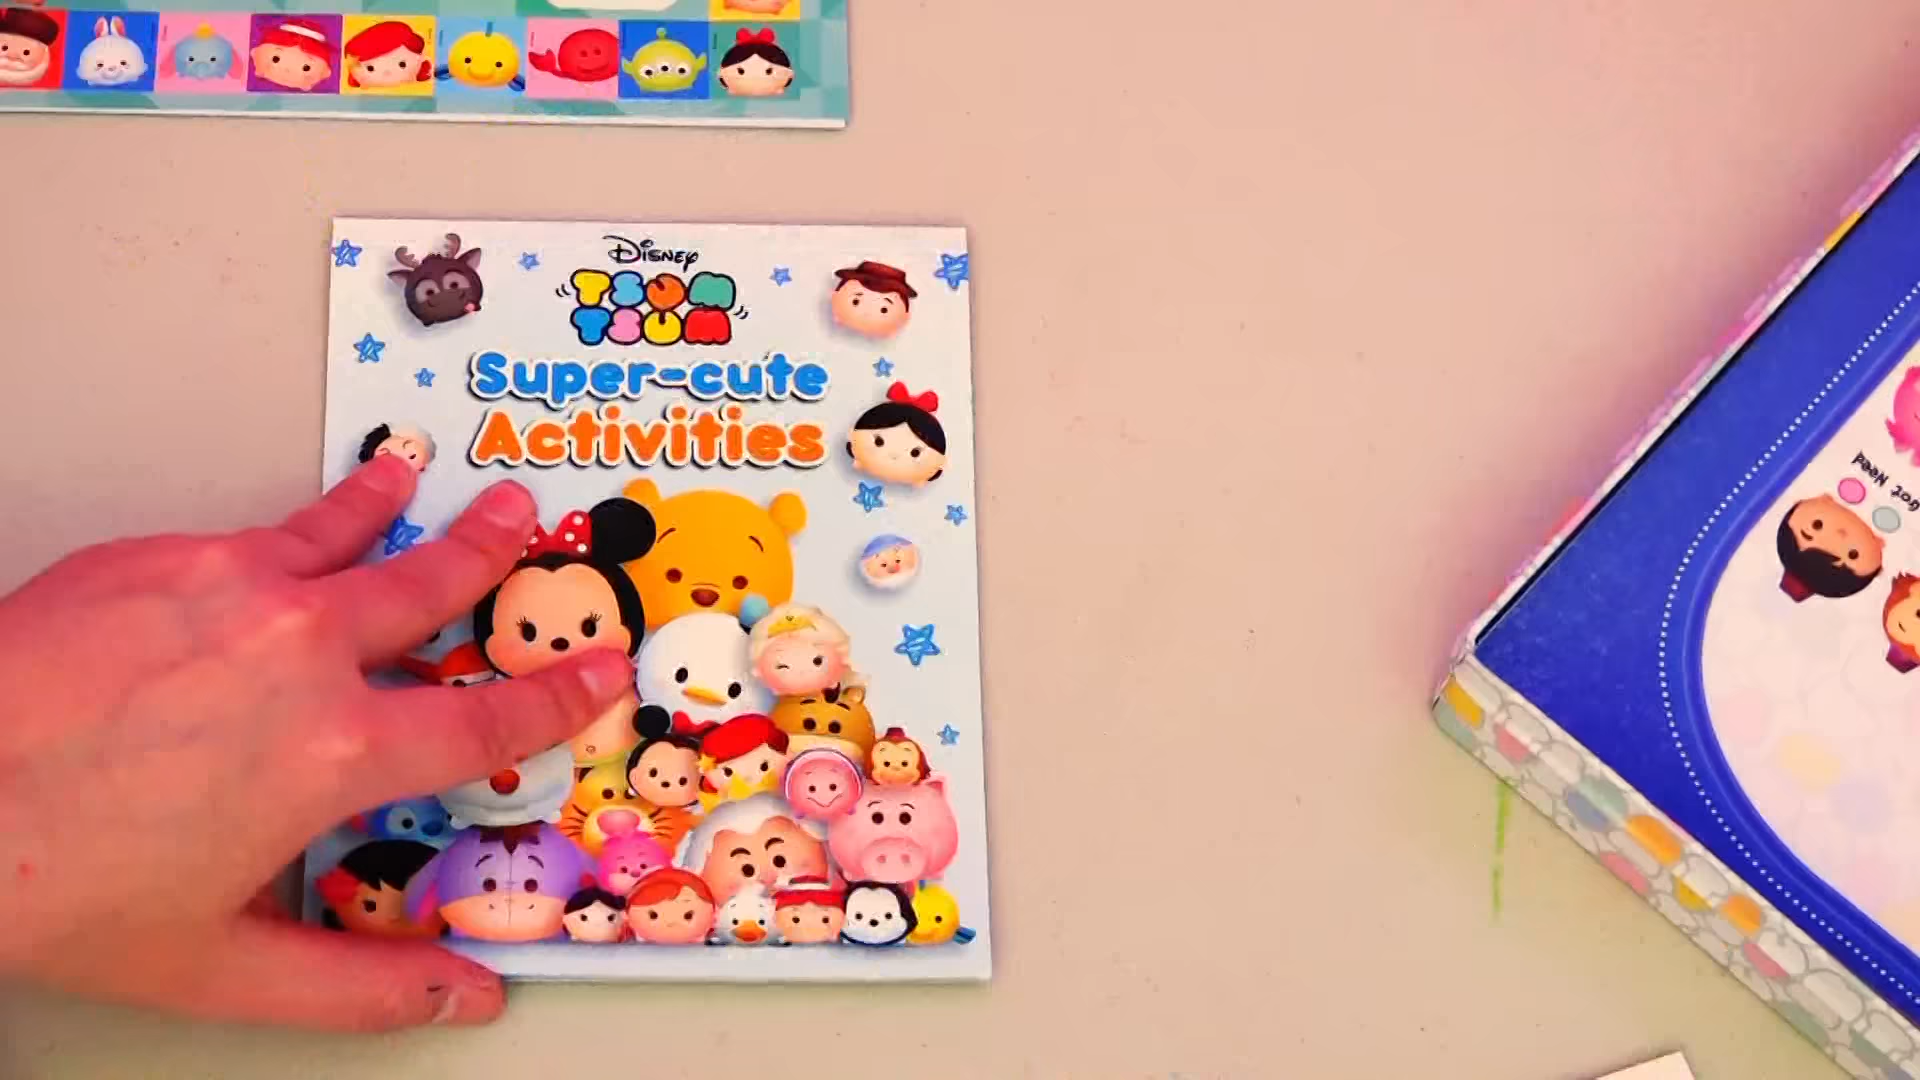 Disney
TSUM
TSUM
Super-cute
Activities